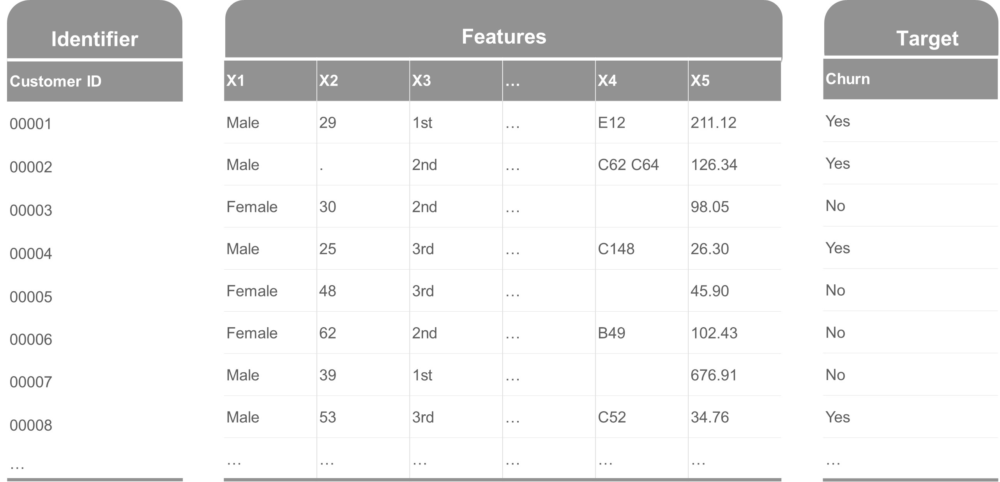 Identifier Features Target
Customer ID X1 X2 X3 … X4 X5 Churn
00001 Male 29 1st … E12 211.12 Yes
00002 Male . 2nd … C62 C64 126.34 Yes
00003 Female 30 2nd … 98.05 No
00004 Male 25 3rd … C148 26.30 Yes
00005 Female 48 3rd … 45.90 No
00006 Female 62 2nd … B49 102.43 No
00007 Male 39 1st … 676.91 No
00008 Male 53 3rd … C52 34.76 Yes
… … … … … … … …